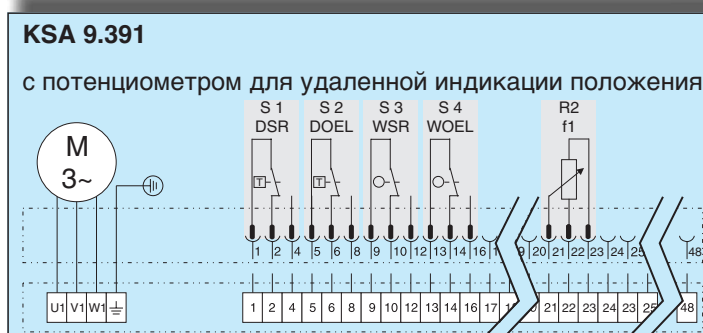 KSA 9.391
с потенциометром для удаленной индикации положения
S 1 S 2 S 3 S 4 R2
DSR DOEL WSR WOEL f1
M
3~
T T
1 2 4 5 6 8 9 10 12 13 14 16 20 21 22 23 24 25 48
U1 V1 W1 1 2 4 5 6 8 9 10 12 13 14 16 17 20 21 22 23 24 23 25 48